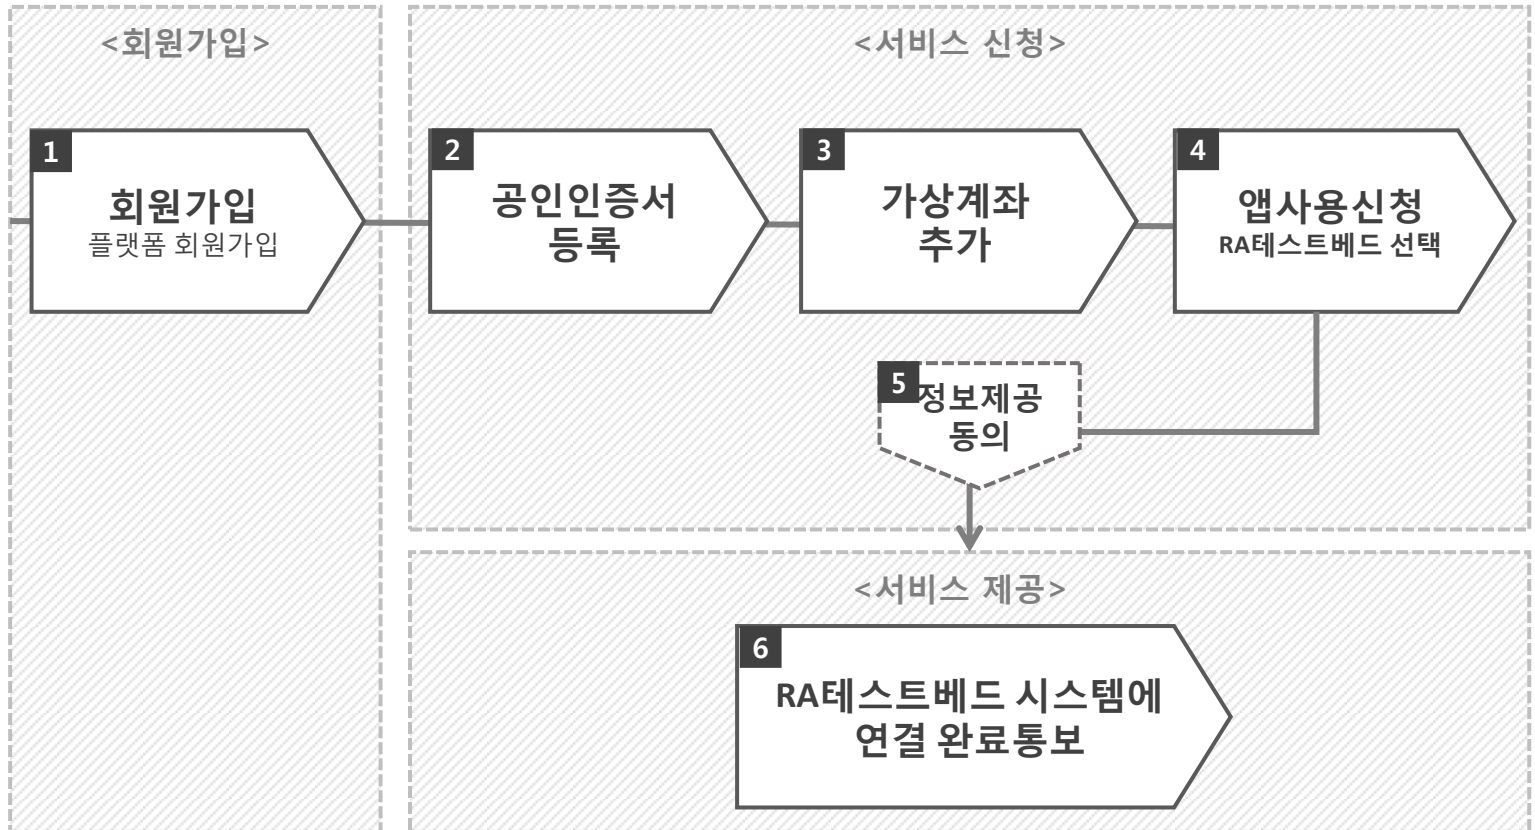 <회원가입>
<서비스 신청>
1
회원가입
플랫폼 회원가입
2
공인인증서
등록
3
가상계좌
추가
4
앱사용신청
RA테스트베드 선택
5
정보제공
동의
<서비스 제공>
6
RA테스트베드 시스템에
연결 완료통보